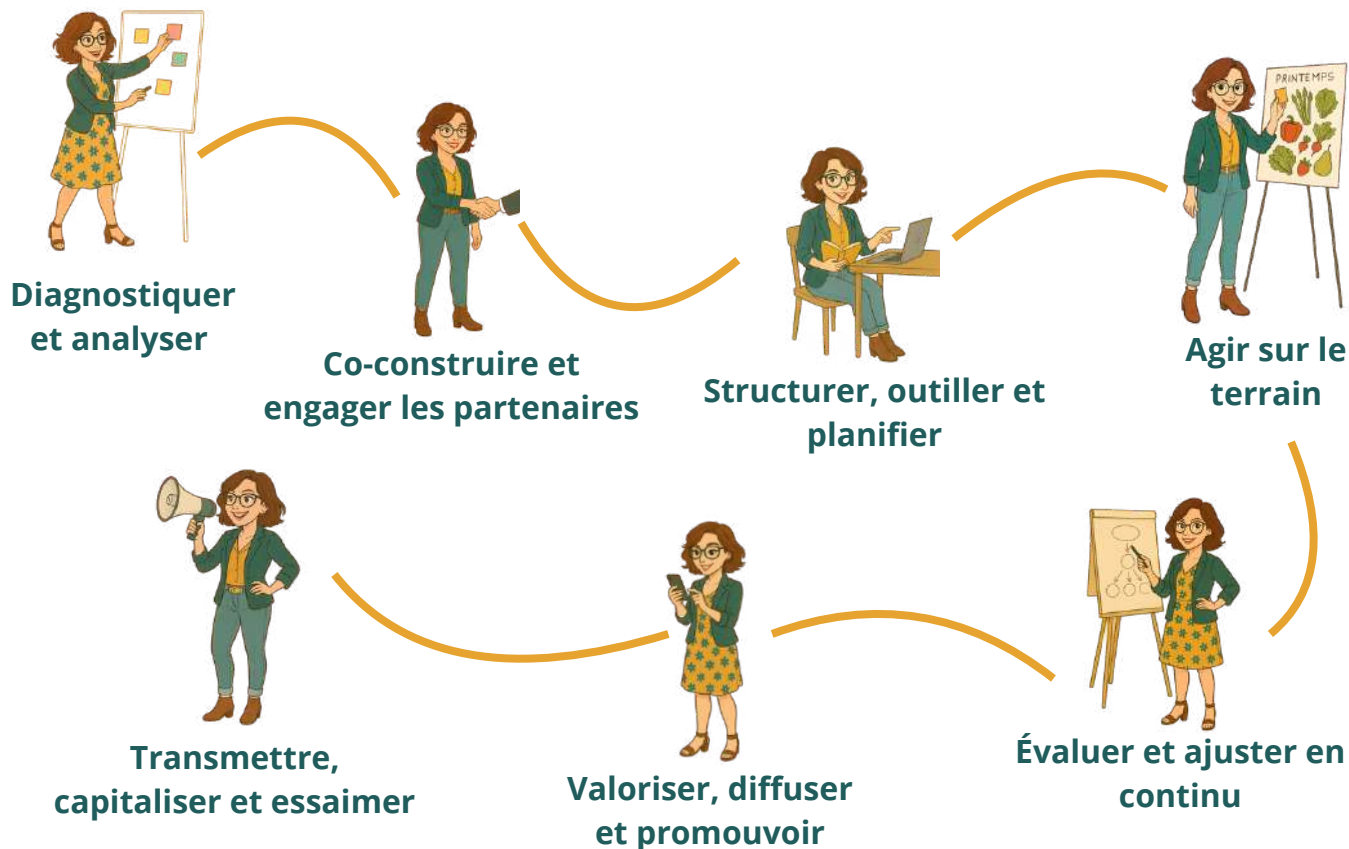 Diagnostiquer
et analyser
Co-construire et
engager les partenaires
Structurer, outiller et
planifier
PRINTEMPS
Agir sur le
terrain
Évaluer et ajuster en
continu
Valoriser, diffuser
et promouvoir
Transmettre,
capitaliser et essaimer